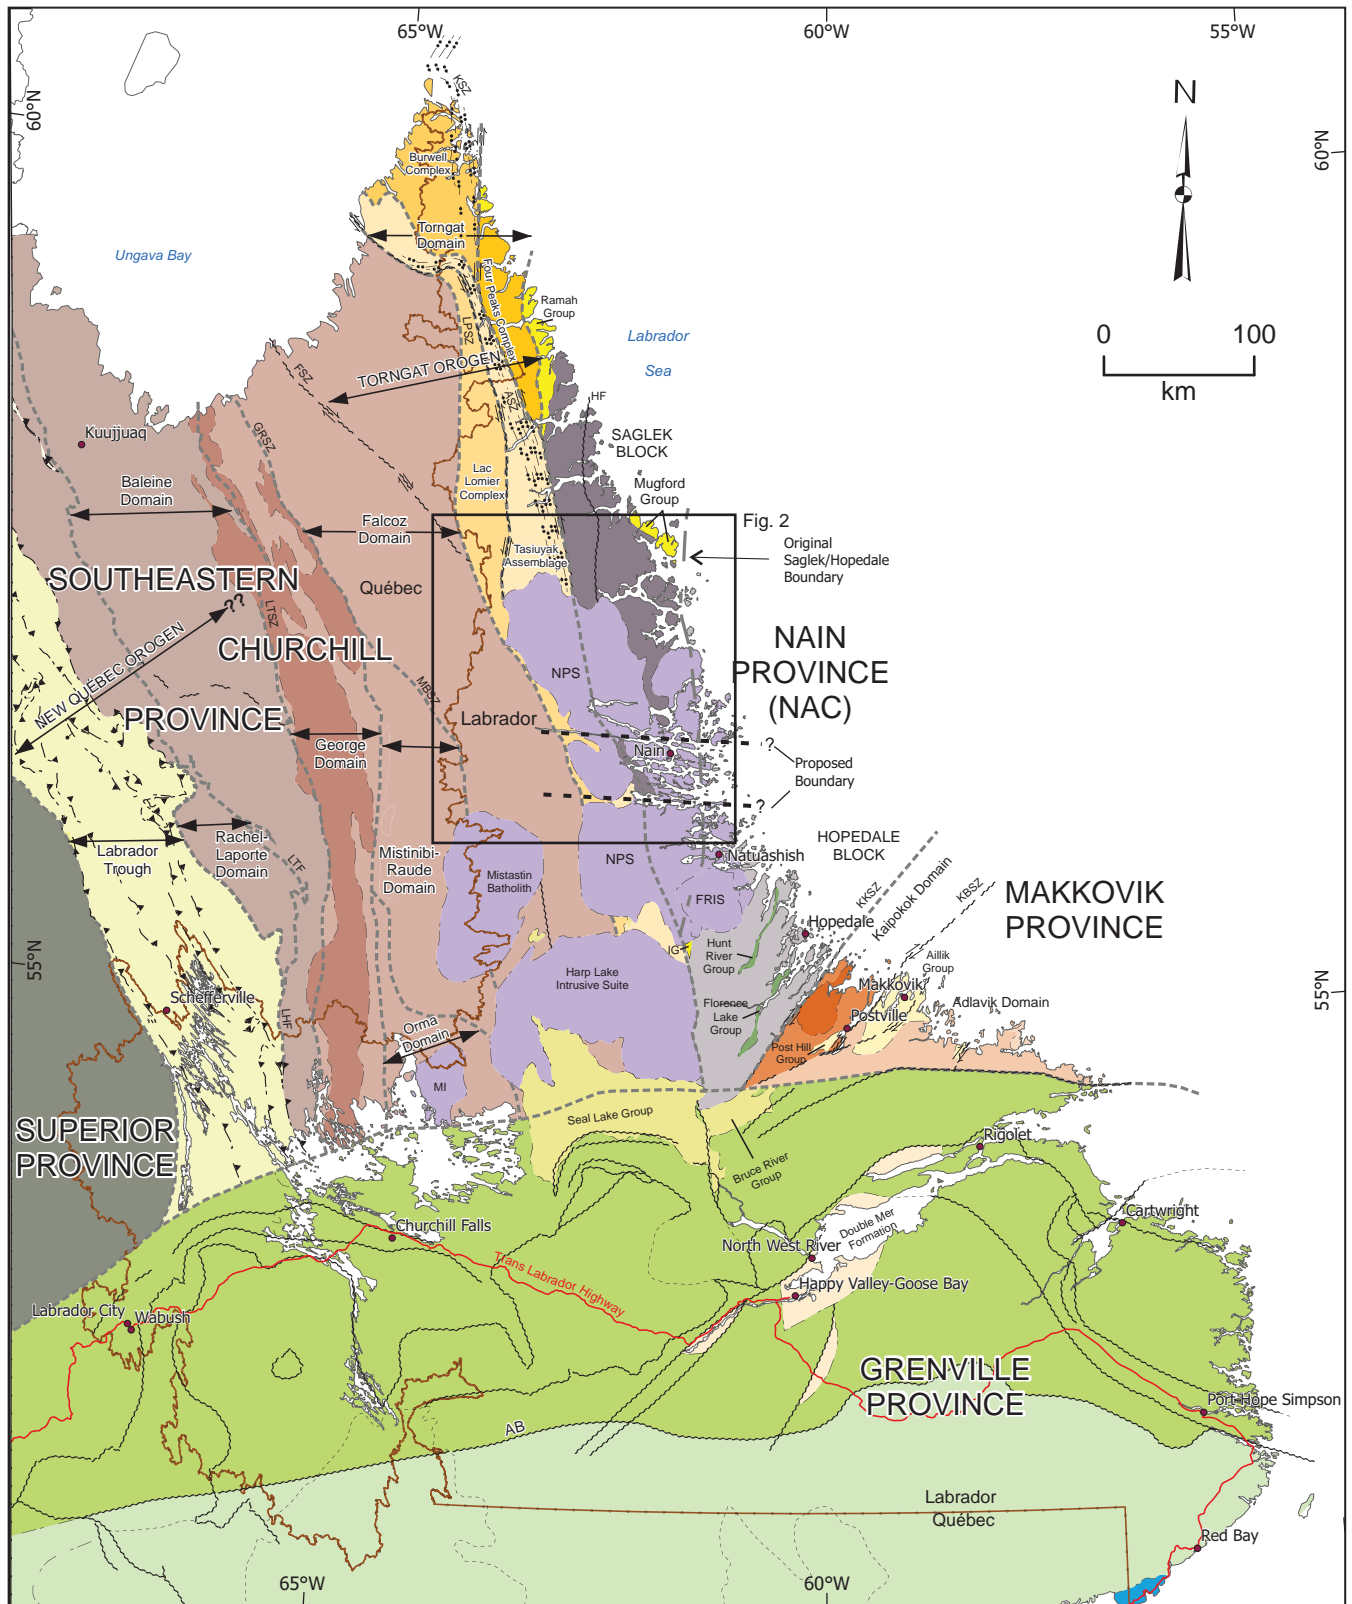 65°W
60°W
55°W
60°N
60°N
N
KSZ
Burwell
Complex
Torngat
Domain
Ungava Bay
Four Peaks Complex
Ramah
Group
Labrador
Sea
0
100
km
LPSZ
FSZ
TORNGAT OROGEN
ASZ
HF
GRSZ
Kuujjuaq
SAGLEK
BLOCK
Lac
Lomier
Complex
Mugford
Group
Baleine
Domain
Falcoz
Domain
Fig. 2
Original
Saglek/Hopedale
Boundary
Tasiuyak
Assemblage
SOUTHEASTERN
Québec
??
LTSZ
NEW QUÉBEC OROGEN
CHURCHILL
NAIN
PROVINCE
(NAC)
NPS
MBSZ
PROVINCE
Labrador
George
Domain
Nain
?
Proposed
Boundary
?
Rachel-
Laporte
Domain
Labrador
Trough
LTF
Mistinibi-
Raude
Domain
HOPEDALE
BLOCK
NPS
Natuashish
Mistastin
Batholith
FRIS
KKSZ
Kaipokok Domain
KBSZ
MAKKOVIK
PROVINCE
Hopedale
IG
Hunt
River
Group
Aillik
Group
55°N
55°N
Harp Lake
Intrusive Suite
Makkovik
Schefferville
Florence
Lake
Group
Adlavik Domain
Postville
LHF
Orma
Domain
Post Hill
Group
MI
Seal Lake Group
SUPERIOR
PROVINCE
Rigolet
Bruce River
Group
Cartwright
Churchill Falls
Double Mer
Formation
North West River
Trans Labrador Highway
Happy Valley-Goose Bay
Labrador City
Wabush
GRENVILLE
PROVINCE
Port Hope Simpson
AB
Labrador
Québec
Red Bay
65°W
60°W